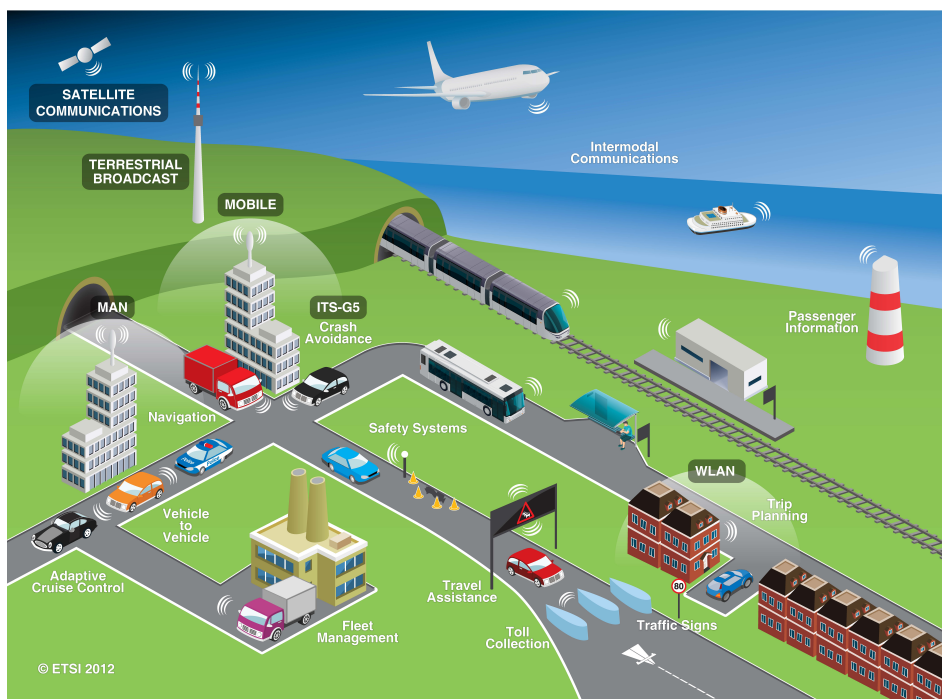 SATELLITE
COMMUNICATIONS
TERRESTRIAL
BROADCAST
Intermodal
Communications
MOBILE
MAN
ITS-G5
Crash
Avoidance
Passenger
Information
Navigation
Safety Systems
WLAN
Trip
Planning
Vehicle
to
Vehicle
Adaptive
Cruise Control
Travel
Assistance
80
Fleet
Management
Toll
Collection
Traffic Signs
© ETSI 2012